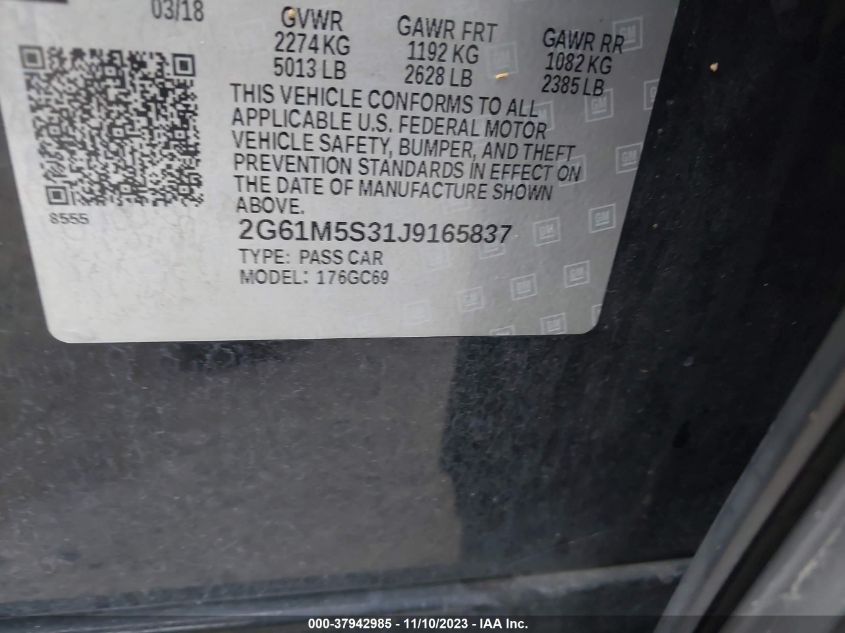 03/18
GVWR
2274 KG
5013 LB
GAWR FRT
1192 KG
2628 LB
GAWR RR
1082 KG
2385 LB
THIS VEHICLE CONFORMS TO ALL
APPLICABLE U.S. FEDERAL MOTOR
VEHICLE SAFETY, BUMPER, AND THEFT
PREVENTION STANDARDS IN EFFECT ON
THE DATE OF MANUFACTURE SHOWN
ABOVE.
8555
2G61M5S31J9165837
TYPE: PASS CAR
MODEL: 176GC69
GM
000-37942985 - 11/10/2023 - IAA Inc.